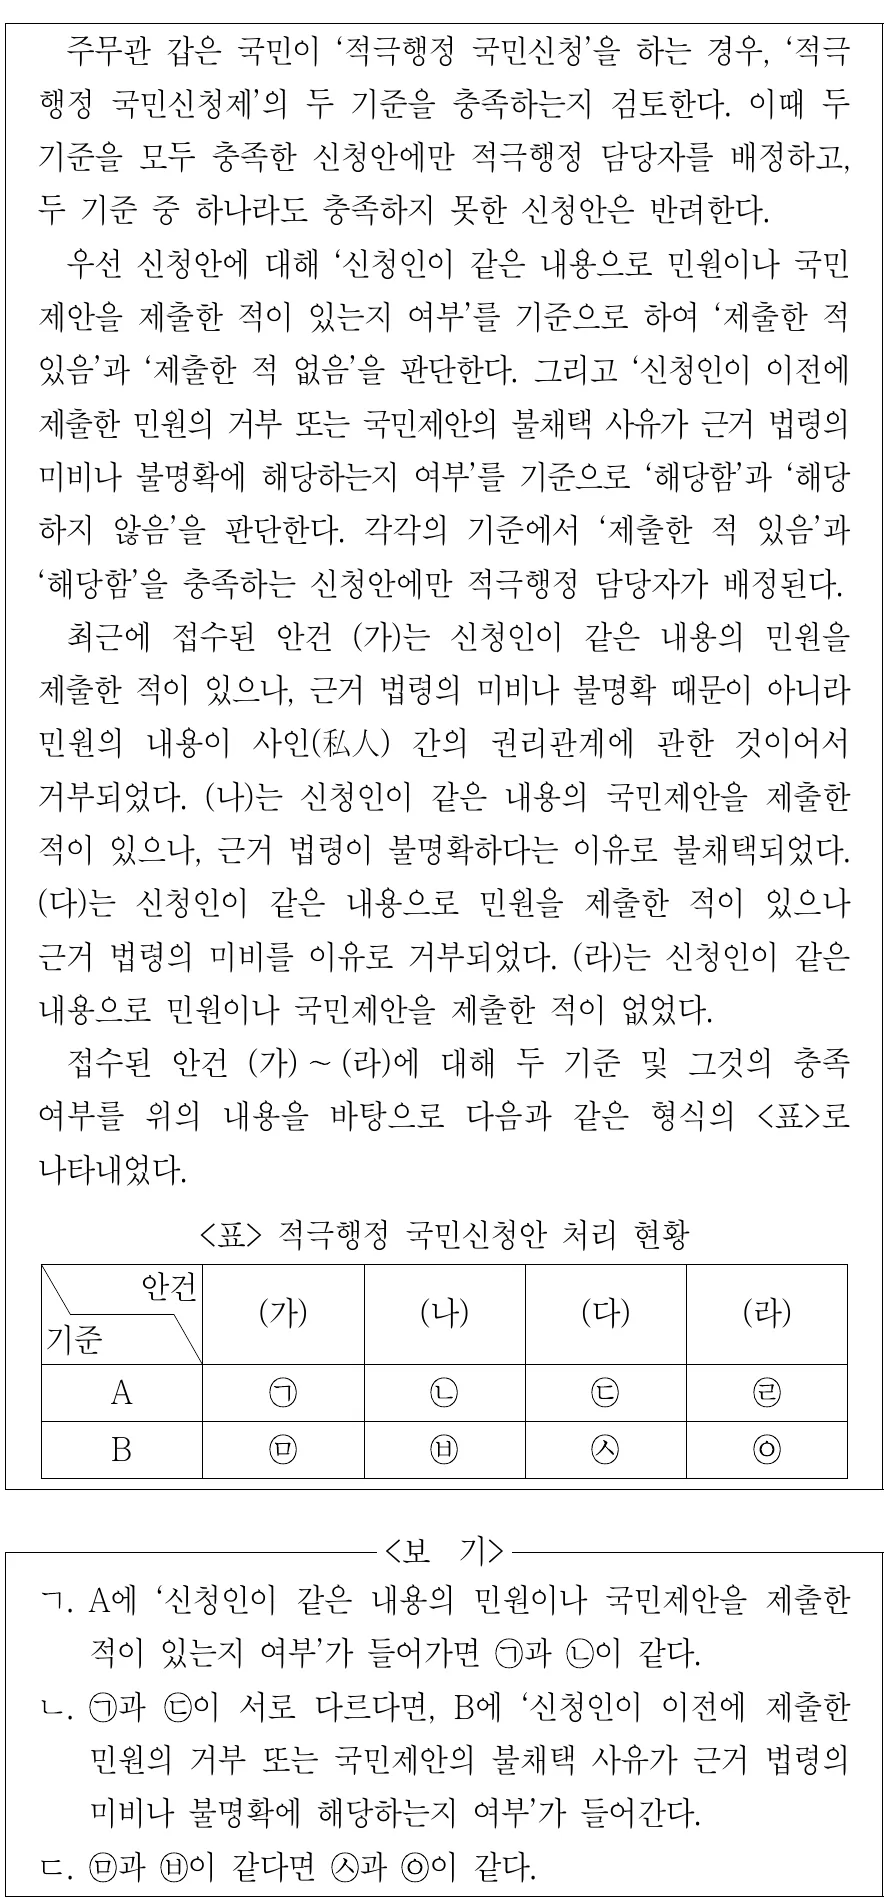 주무관 갑은 국민이 ‘적극행정 국민신청’을 하는 경우, ‘적극
행정 국민신청제’의 두 기준을 충족하는지 검토한다. 이때 두
기준을 모두 충족한 신청안에만 적극행정 담당자를 배정하고,
두 기준 중 하나라도 충족하지 못한 신청안은 반려한다.
우선 신청안에 대해 ‘신청인이 같은 내용으로 민원이나 국민
제안을 제출한 적이 있는지 여부’를 기준으로 하여 ‘제출한 적
있음’과 ‘제출한 적 없음’을 판단한다. 그리고 ‘신청인이 이전에
제출한 민원의 거부 또는 국민제안의 불채택 사유가 근거 법령의
미비나 불명확에 해당하는지 여부’를 기준으로 ‘해당함’과 ‘해당
하지 않음’을 판단한다. 각각의 기준에서 ‘제출한 적 있음’과
‘해당함’을 충족하는 신청안에만 적극행정 담당자가 배정된다.
최근에 접수된 안건 (가)는 신청인이 같은 내용의 민원을
제출한 적이 있으나, 근거 법령의 미비나 불명확 때문이 아니라
민원의 내용이 사인(私人) 간의 권리관계에 관한 것이어서
거부되었다. (나)는 신청인이 같은 내용의 국민제안을 제출한
적이 있으나, 근거 법령이 불명확하다는 이유로 불채택되었다.
(다)는 신청인이 같은 내용으로 민원을 제출한 적이 있으나
근거 법령의 미비를 이유로 거부되었다. (라)는 신청인이 같은
내용으로 민원이나 국민제안을 제출한 적이 없었다.
접수된 안건 (가)～(라)에 대해 두 기준 및 그것의 충족
여부를 위의 내용을 바탕으로 다음과 같은 형식의 <표>로
나타내었다.
<표> 적극행정 국민신청안 처리 현황
안건
기준
(가) (나) (다) (라)
A ㉠ ㉡ ㉢ ㉣
B ㉤ ㉥ ㉦ ㉧
<보 기>
ㄱ. A에 ‘신청인이 같은 내용의 민원이나 국민제안을 제출한
적이 있는지 여부’가 들어가면 ㉠과 ㉡이 같다.
ㄴ. ㉠과 ㉢이 서로 다르다면, B에 ‘신청인이 이전에 제출한
민원의 거부 또는 국민제안의 불채택 사유가 근거 법령의
미비나 불명확에 해당하는지 여부’가 들어간다.
ㄷ. ㉤과 ㉥이 같다면 ㉦과 ㉧이 같다.